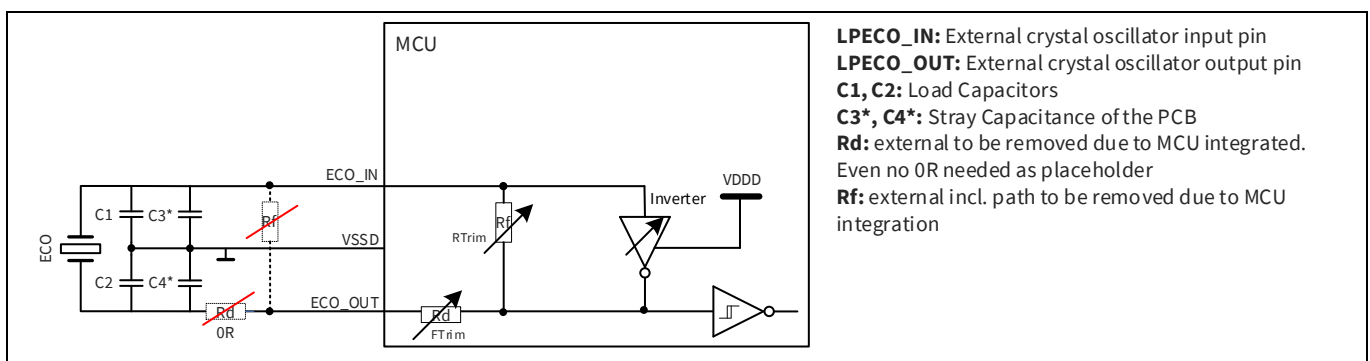 MCU
LPECO_IN: External crystal oscillator input pin
LPECO_OUT: External crystal oscillator output pin
C1, C2: Load Capacitors
C3*, C4*: Stray Capacitance of the PCB
Rd: external to be removed due to MCU integrated.
Even no 0R needed as placeholder
Rf: external incl. path to be removed due to MCU
integration
ECO_IN
VDDD
Inverter
C1
C3*
Rf
Rf
RTrim
VSSD
ECO
C2
C4*
ECO_OUT
Rd
0R
Rd
FTrim